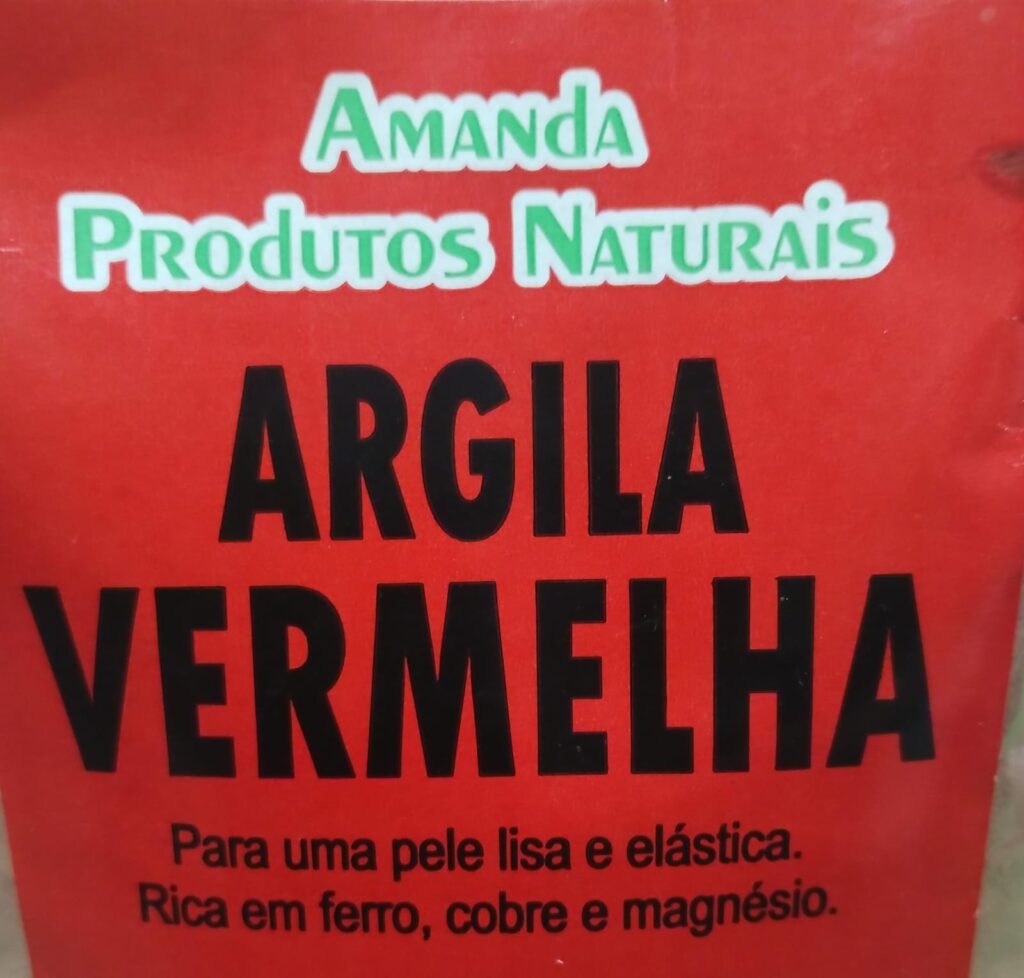 Amanda
Produtos Naturais
ARGILA
VERMELHA
Para uma pele lisa e elástica.
Rica em ferro, cobre e magnésio.